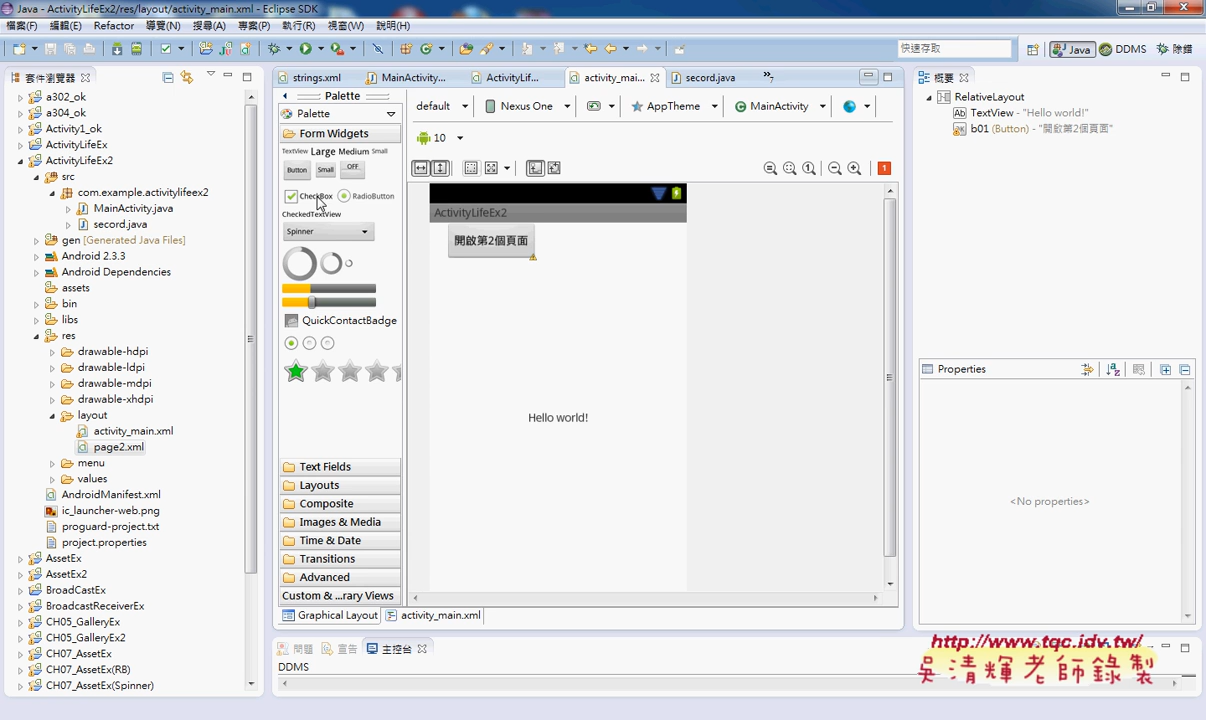 Java - ActivityLifeEx2/res/layout/activity_main.xml - Eclipse SDK
檔案(F) 編輯(E) Refactor 導覽(N) 搜尋(A) 專案(P) 執行(R) 視窗(W) 說明(H)
快速存取 Java DDMS 除錯
套件瀏覽器
a302_ok
a304_ok
Activity1_ok
ActivityLifeEx
ActivityLifeEx2
src
com.example.activitylifeex2
MainActivity.java
secord.java
gen [Generated Java Files]
Android 2.3.3
Android Dependencies
assets
bin
libs
res
drawable-hdpi
drawable-ldpi
drawable-mdpi
drawable-xhdpi
layout
activity_main.xml
page2.xml
menu
values
AndroidManifest.xml
ic_launcher-web.png
proguard-project.txt
project.properties
AssetEx
AssetEx2
BroadCastEx
BroadcastReceiverEx
CH05_GalleryEx
CH05_GalleryEx2
CH07_AssetEx
CH07_AssetEx(RB)
CH07_AssetEx(Spinner)
strings.xml MainActivity... ActivityLif... activity_mai... secord.java »7
Palette
Palette
Form Widgets
TextView Large Medium Small
Button Small OFF
CheckBox RadioButton
CheckedTextView
Spinner
QuickContactBadge
Text Fields
Layouts
Composite
Images & Media
Time & Date
Transitions
Advanced
Custom & ...rary Views
default Nexus One AppTheme MainActivity
10
1
ActivityLifeEx2
開啟第2個頁面
Hello world!
Graphical Layout activity_main.xml
問題 宣告 主控台
DDMS
概要
RelativeLayout
TextView - "Hello world!"
b01 (Button) - "開啟第2個頁面"
Properties
<No properties>
http://www.tqc.idv.tw/
吳清輝老師錄製